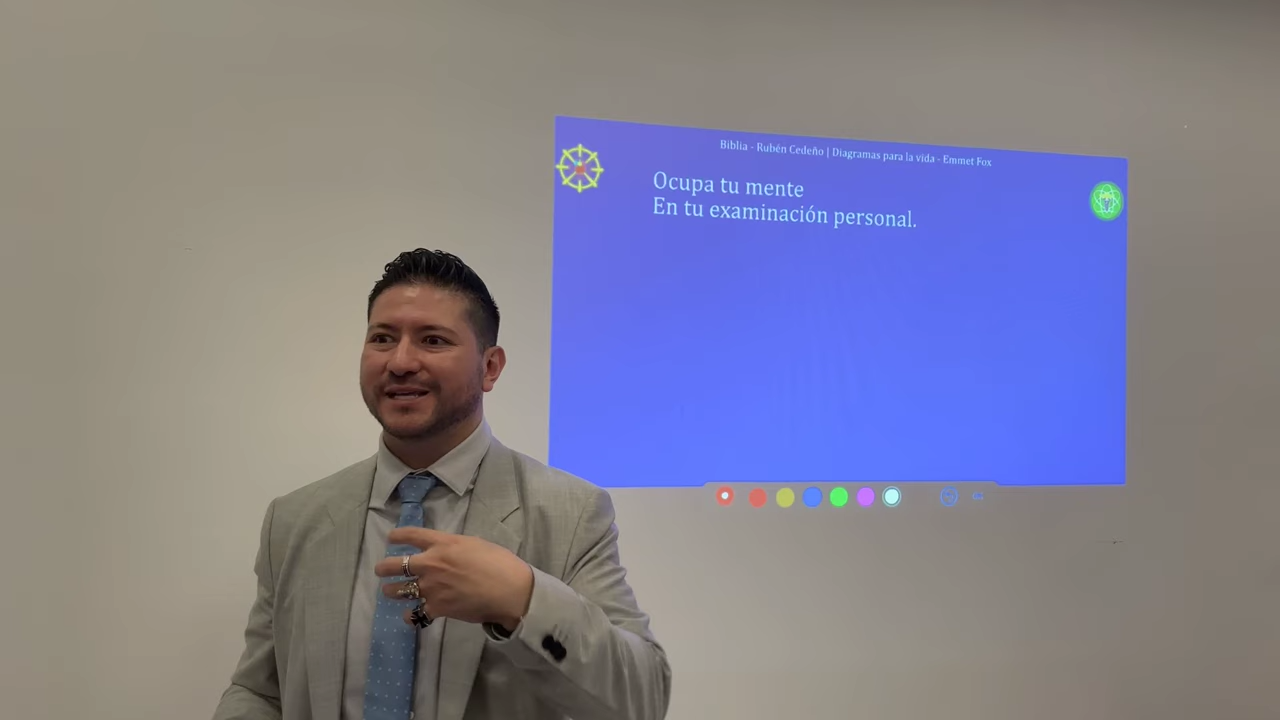 Biblia - Rubén Cedeño | Diagramas para la vida - Emmet Fox
Ocupa tu mente
En tu examinación personal.